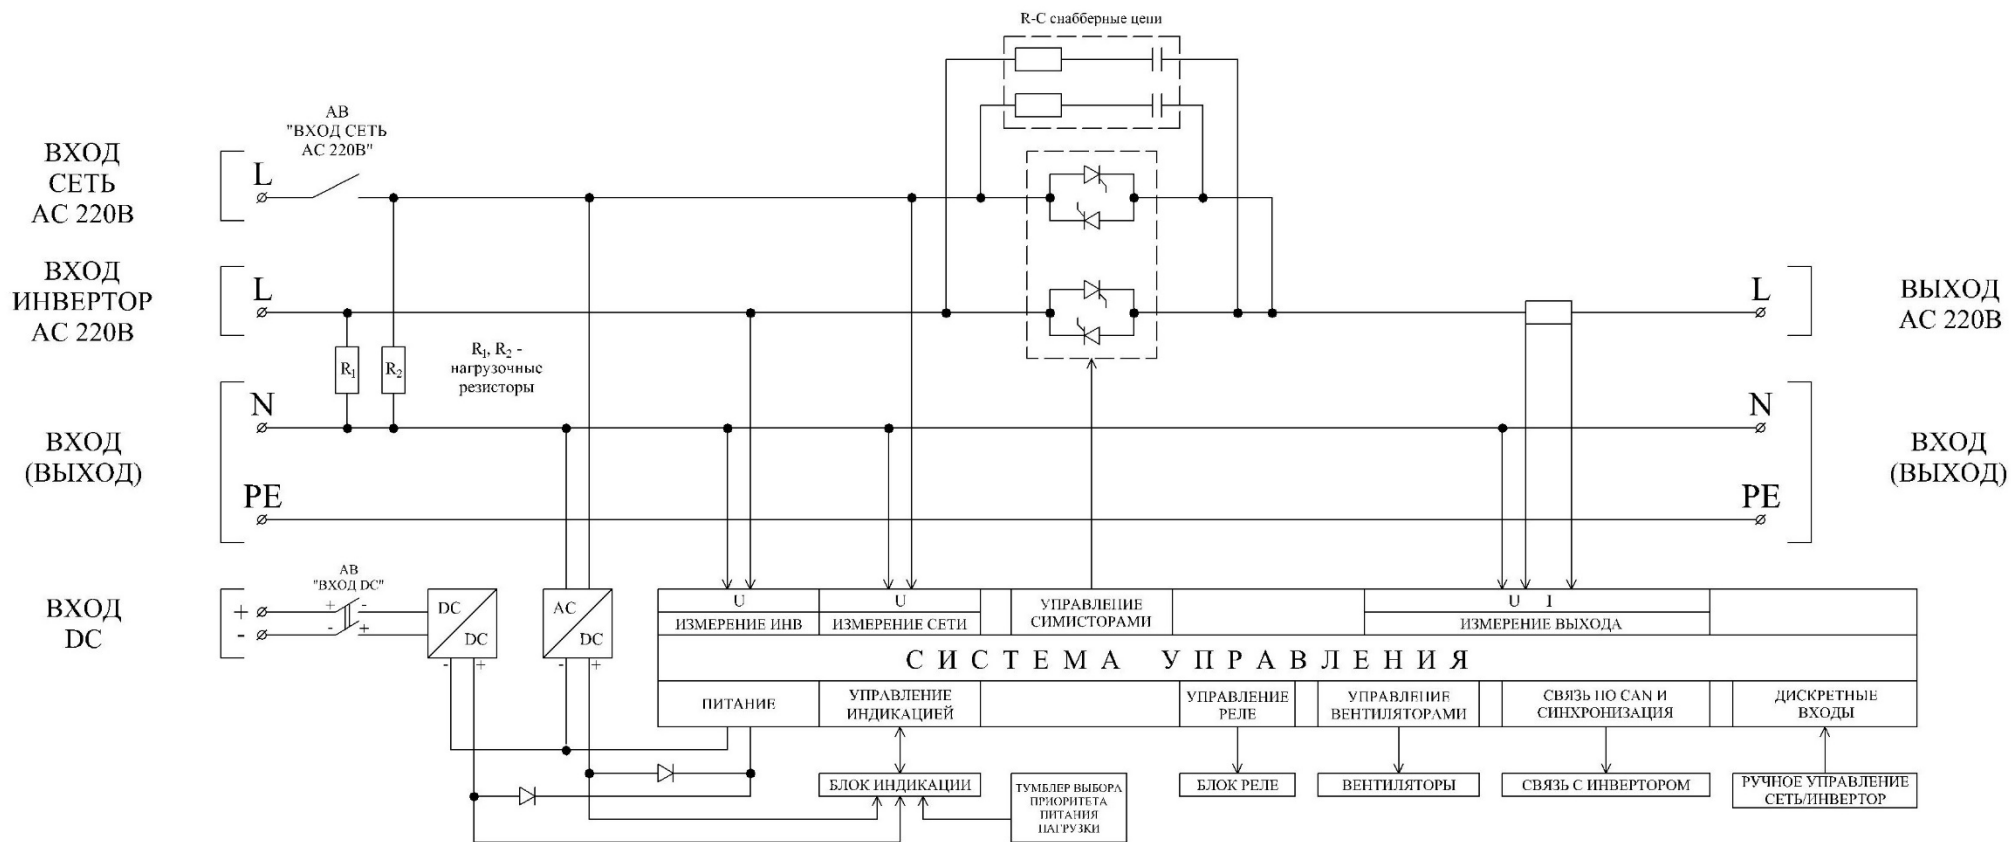 R-C снабберные цепи
АВ
"ВХОД СЕТЬ
АС 220В"
ВХОД
СЕТЬ
АС 220В
L
ВХОД
ИНВЕРТОР
АС 220В
L
L
ВЫХОД
АС 220В
R1
R2
R1, R2 -
нагрузочные
резисторы
N
N
ВХОД
(ВЫХОД)
ВХОД
(ВЫХОД)
PE
PE
АВ
"ВХОД DC"
ВХОД
DC
+
-
+ -
- +
DC
DC
- +
AC
DC
- +
U
ИЗМЕРЕНИЕ ИНВ
U
ИЗМЕРЕНИЕ СЕТИ
УПРАВЛЕНИЕ
СИМИСТОРАМИ
U I
ИЗМЕРЕНИЕ ВЫХОДА
СИСТЕМА УПРАВЛЕНИЯ
ПИТАНИЕ
УПРАВЛЕНИЕ
ИНДИКАЦИЕЙ
УПРАВЛЕНИЕ
РЕЛЕ
УПРАВЛЕНИЕ
ВЕНТИЛЯТОРАМИ
СВЯЗЬ ПО CAN И
СИНХРОНИЗАЦИЯ
ДИСКРЕТНЫЕ
ВХОДЫ
БЛОК ИНДИКАЦИИ
ТУМБЛЕР ВЫБОРА
ПРИОРИТЕТА
ПИТАНИЯ
НАГРУЗКИ
БЛОК РЕЛЕ
ВЕНТИЛЯТОРЫ
СВЯЗЬ С ИНВЕРТОРОМ
РУЧНОЕ УПРАВЛЕНИЕ
СЕТЬ/ИНВЕРТОР